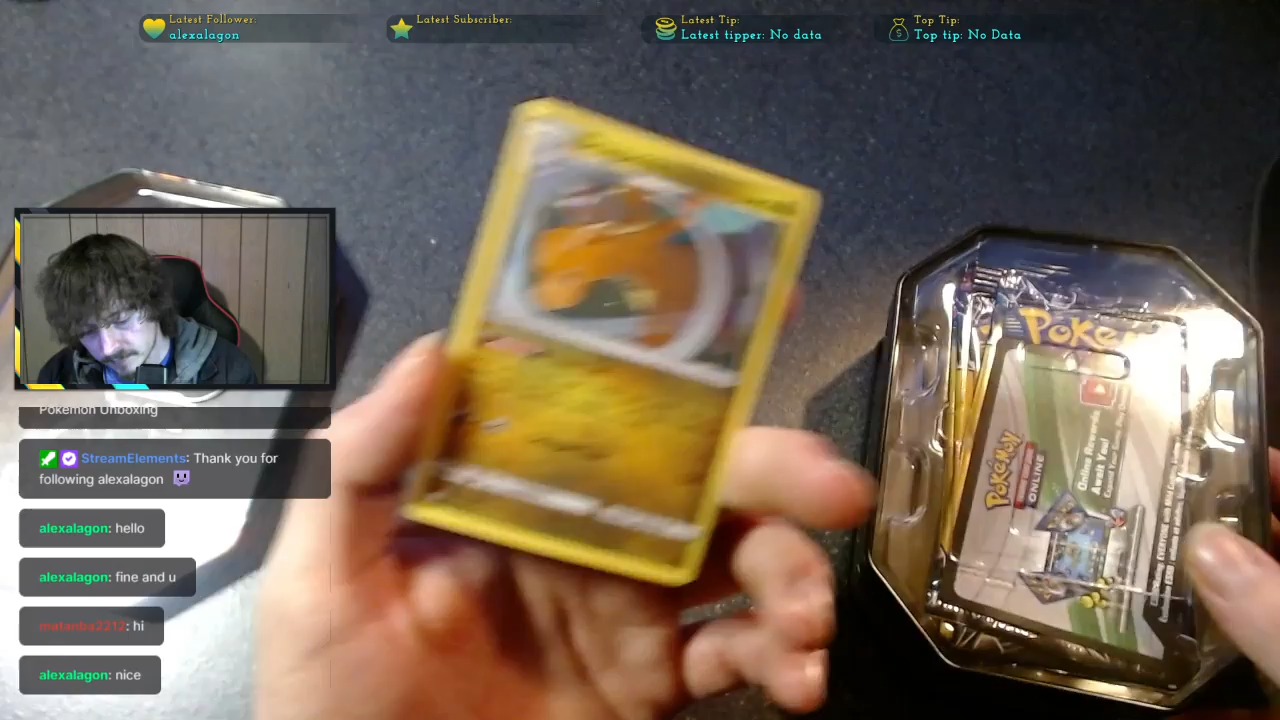 Latest Follower:
alexalagon
Latest Subscriber:
Latest Tip:
Latest tipper: No data
Top Tip:
Top tip: No Data
Pokemon Unboxing
StreamElements: Thank you for
following alexalagon
alexalagon: hello
alexalagon: fine and u
mutanba2212: hi
alexalagon: nice
Poké
POKéMON
ONLINE
Online Rewards
Await You!